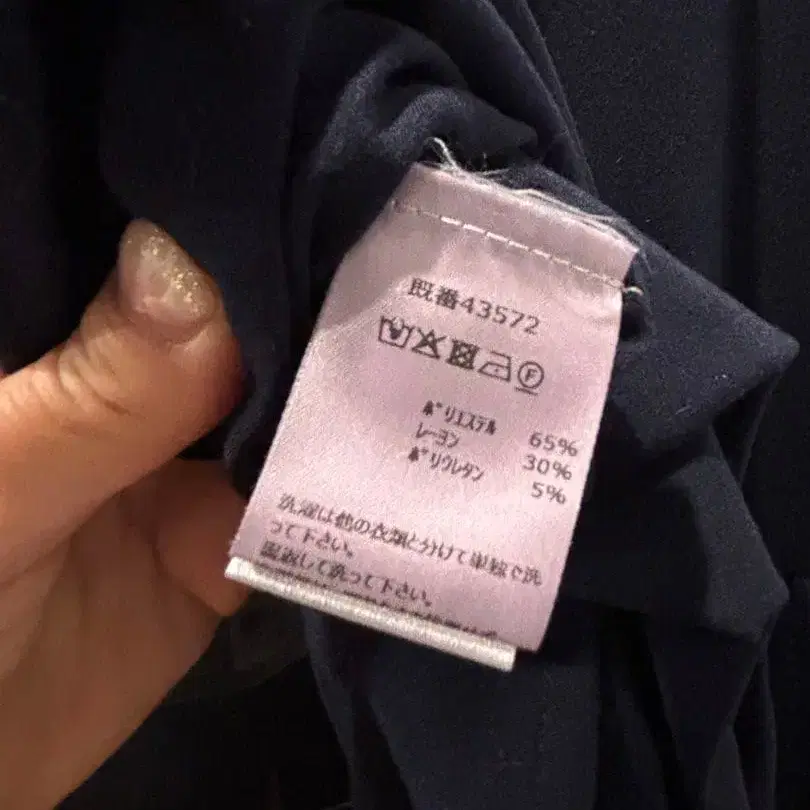 既番43572
F
ポリエステル 65%
レーヨン 30%
ポリウレタン 5%
洗濯は他の衣類と分けて単独で洗
って下さい。
裏返して洗って下さい。